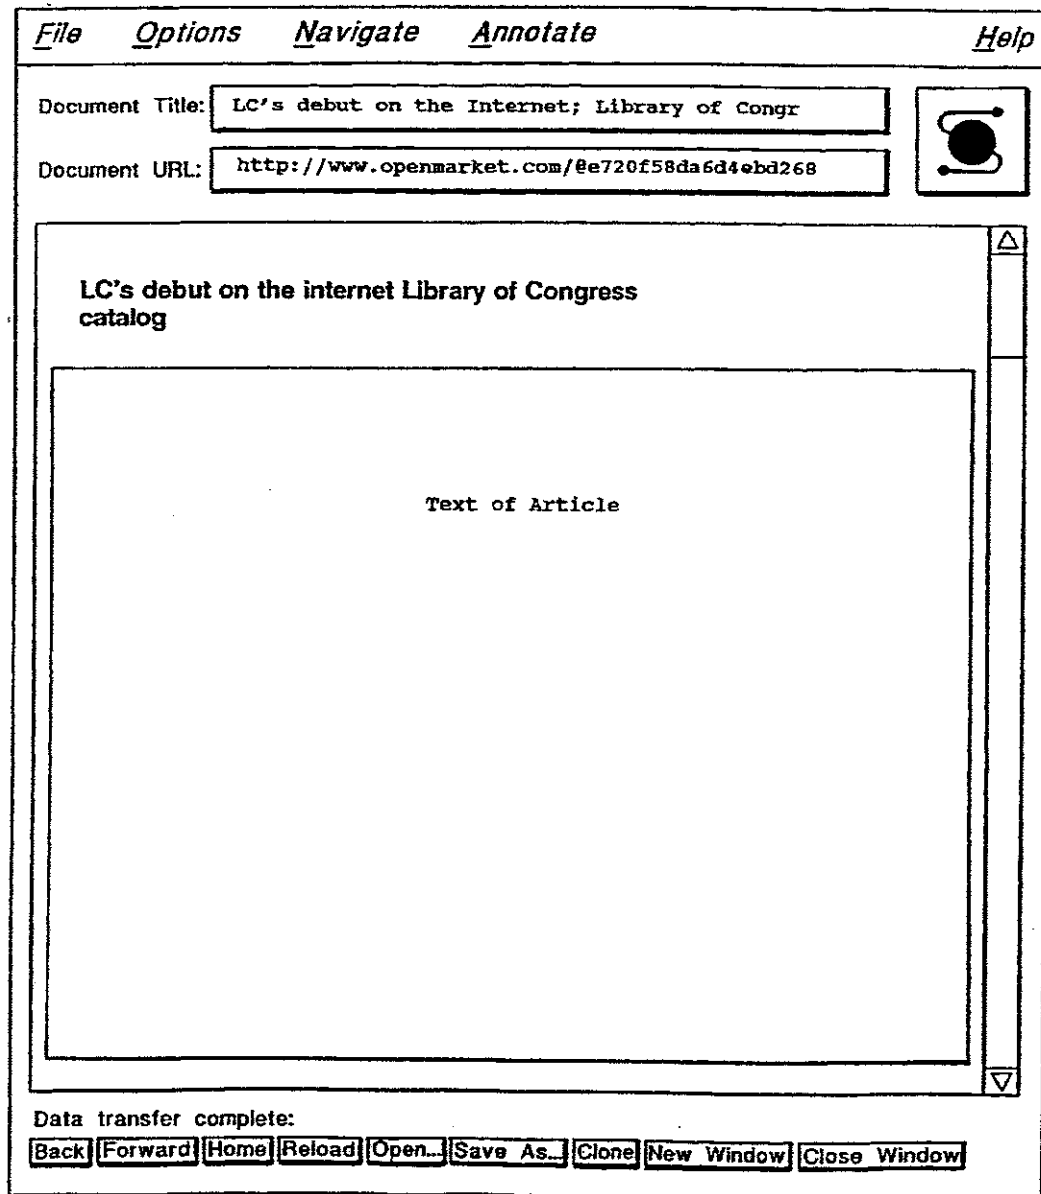 File Options Navigate Annotate Help
Document Title: LC's debut on the Internet; Library of Congr
Document URL: http://www.openmarket.com/@e720f58da6d4ebd268
LC's debut on the internet Library of Congress
catalog
Text of Article
Data transfer complete:
Back Forward Home Reload Open... Save As... Clone New Window Close Window